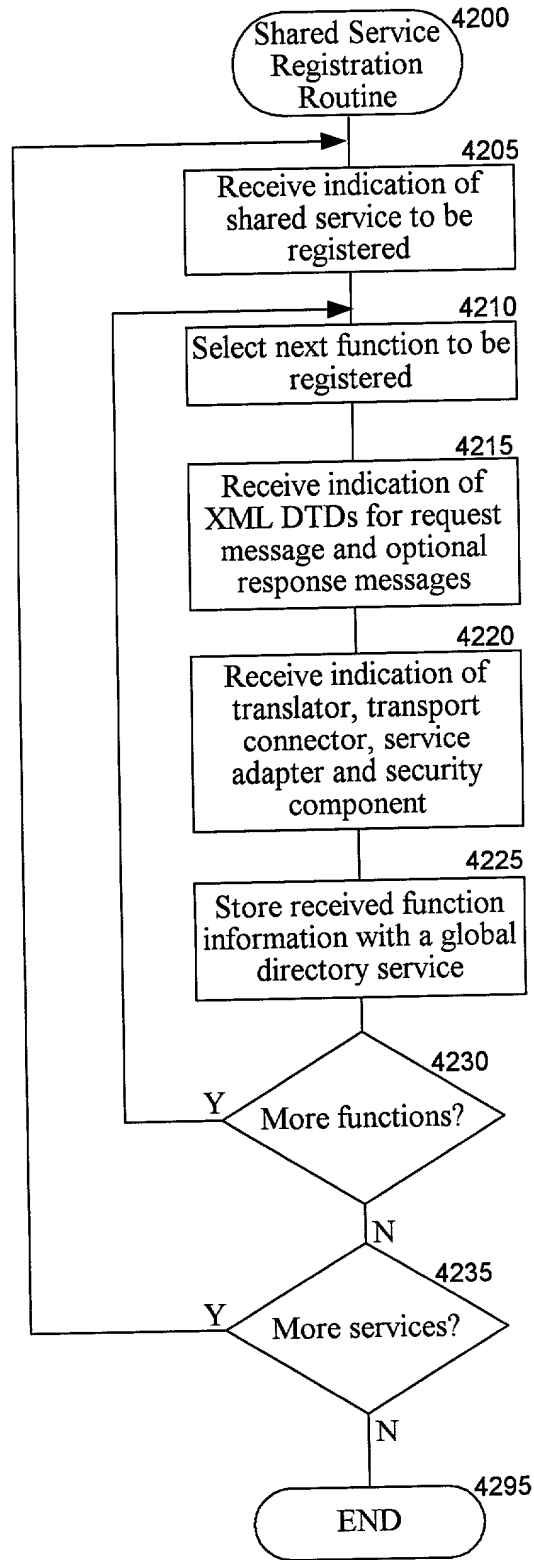 4200
Shared Service
Registration
Routine
4205
Receive indication of
shared service to be
registered
4210
Select next function to be
registered
4215
Receive indication of
XML DTDs for request
message and optional
response messages
4220
Receive indication of
translator, transport
connector, service
adapter and security
component
4225
Store received function
information with a global
directory service
4230
Y
More functions?
N
4235
Y
More services?
N
4295
END